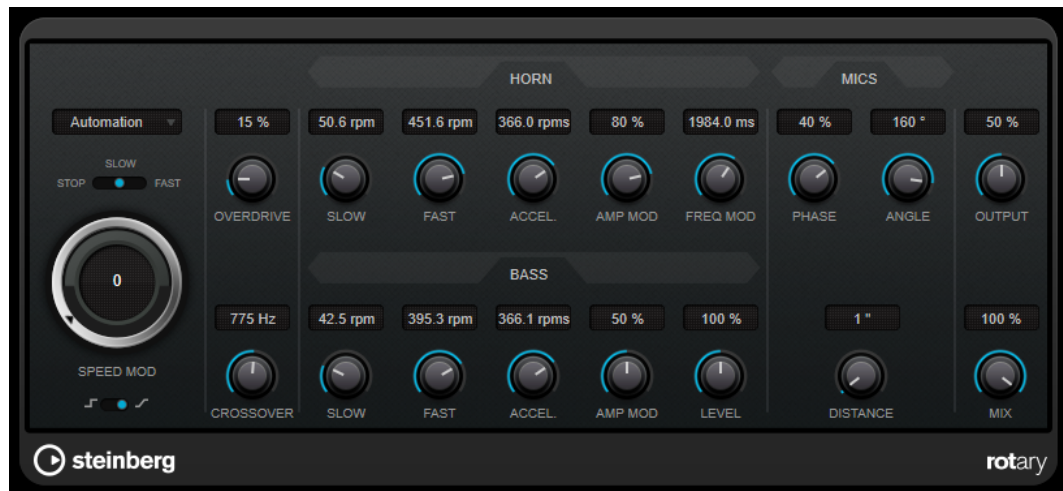 HORN MICS
Automation 15 % 50.6 rpm 451.6 rpm 366.0 rpms 80 % 1984.0 ms 40 % 160 ° 50 %
SLOW
STOP FAST
OVERDRIVE SLOW FAST ACCEL. AMP MOD FREQ MOD PHASE ANGLE OUTPUT
BASS
0
775 Hz 42.5 rpm 395.3 rpm 366.1 rpms 50 % 100 % 1 " 100 %
SPEED MOD
CROSSOVER SLOW FAST ACCEL. AMP MOD LEVEL DISTANCE MIX
steinberg rotary